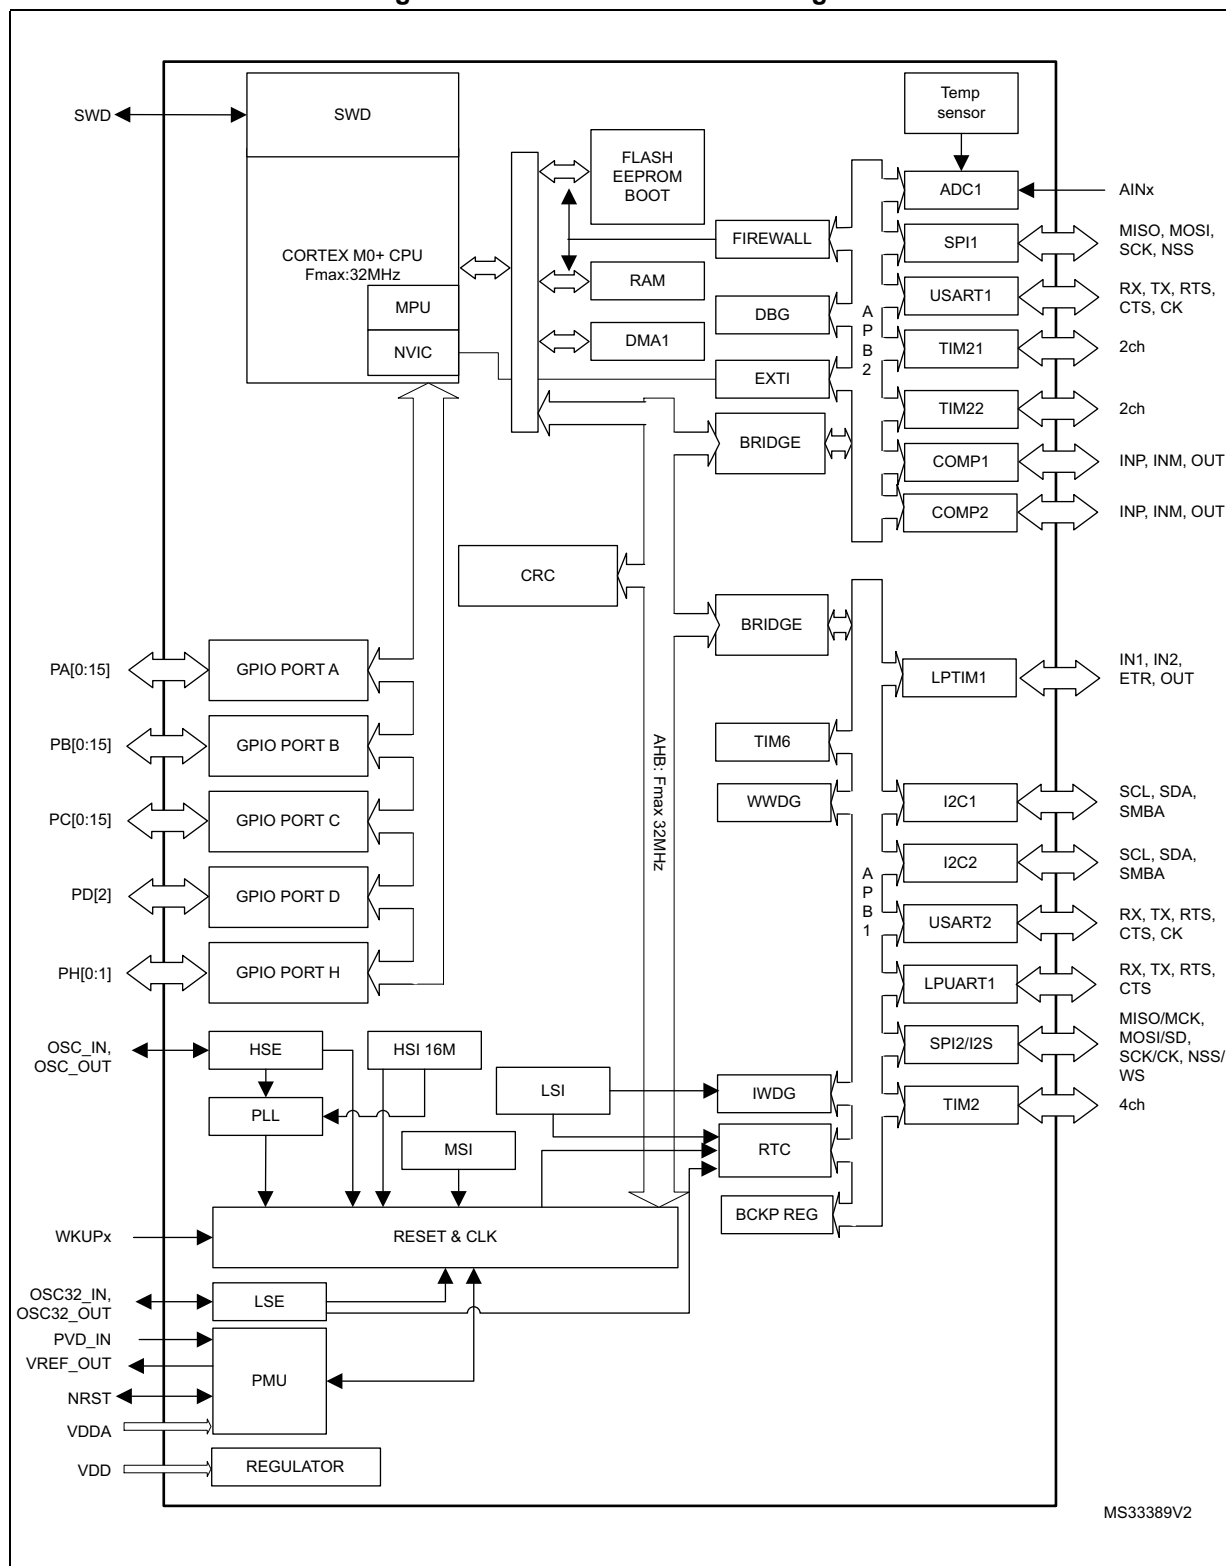 SWD
SWD
CORTEX M0+ CPU
Fmax:32MHz
MPU
NVIC
FLASH
EEPROM
BOOT
RAM
DMA1
FIREWALL
DBG
EXTI
BRIDGE
A
P
B
2
Temp
sensor
ADC1
AINx
SPI1
MISO, MOSI,
SCK, NSS
USART1
RX, TX, RTS,
CTS, CK
TIM21
2ch
TIM22
2ch
COMP1
INP, INM, OUT
COMP2
INP, INM, OUT
CRC
BRIDGE
AHB: Fmax 32MHz
TIM6
WWDG
A
P
B
1
LPTIM1
IN1, IN2,
ETR, OUT
I2C1
SCL, SDA,
SMBA
I2C2
SCL, SDA,
SMBA
USART2
RX, TX, RTS,
CTS, CK
LPUART1
RX, TX, RTS,
CTS
SPI2/I2S
MISO/MCK,
MOSI/SD,
SCK/CK, NSS/
WS
TIM2
4ch
PA[0:15]
GPIO PORT A
PB[0:15]
GPIO PORT B
PC[0:15]
GPIO PORT C
PD[2]
GPIO PORT D
PH[0:1]
GPIO PORT H
OSC_IN,
OSC_OUT
HSE
HSI 16M
PLL
MSI
LSI
IWDG
RTC
BCKP REG
WKUPx
RESET & CLK
OSC32_IN,
OSC32_OUT
LSE
PVD_IN
VREF_OUT
NRST
VDDA
PMU
VDD
REGULATOR
MS33389V2